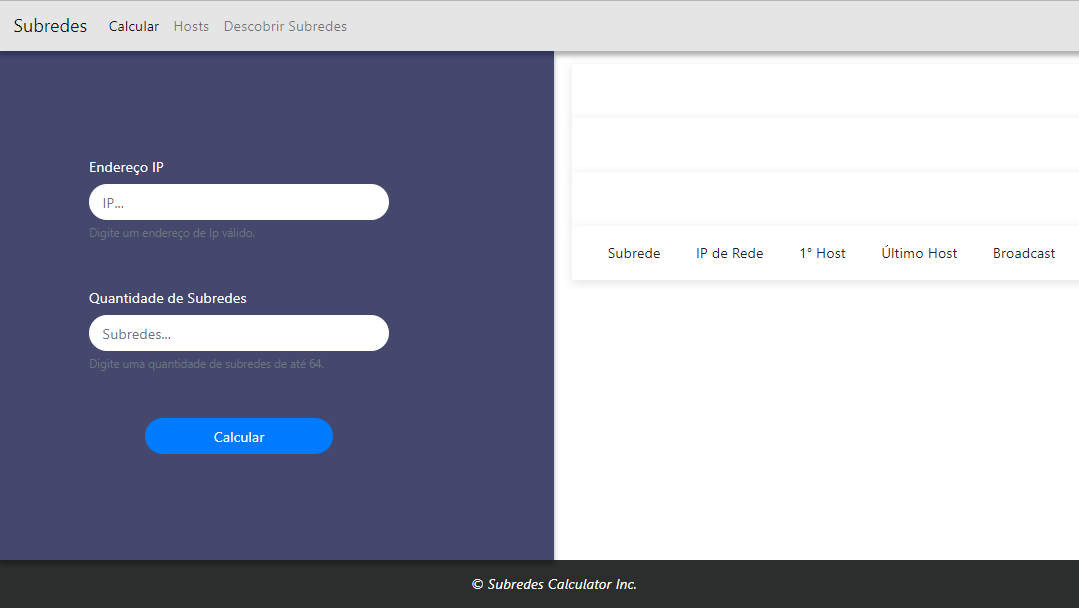 Subredes Calcular Hosts Descobrir Subredes
Endereço IP
IP...
Digite um endereço de Ip válido.
Quantidade de Subredes
Subredes...
Digite uma quantidade de subredes de até 64.
Calcular
Subrede IP de Rede 1° Host Último Host Broadcast
© Subredes Calculator Inc.